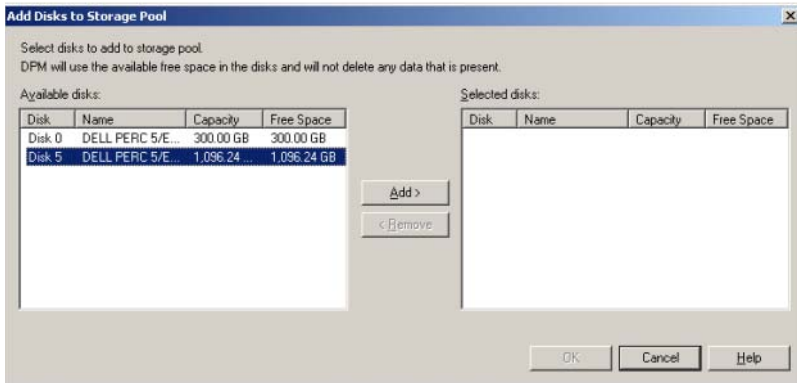 Add Disks to Storage Pool
Select disks to add to storage pool.
DPM will use the available free space in the disks and will not delete any data that is present.
Available disks:
Disk Name Capacity Free Space
Disk 0 DELL PERC 5/E... 300.00 GB 300.00 GB
Disk 5 DELL PERC 5/E... 1,096.24 ... 1,096.24 GB
Add >
< Remove
Selected disks:
Disk Name Capacity Free Space
OK Cancel Help